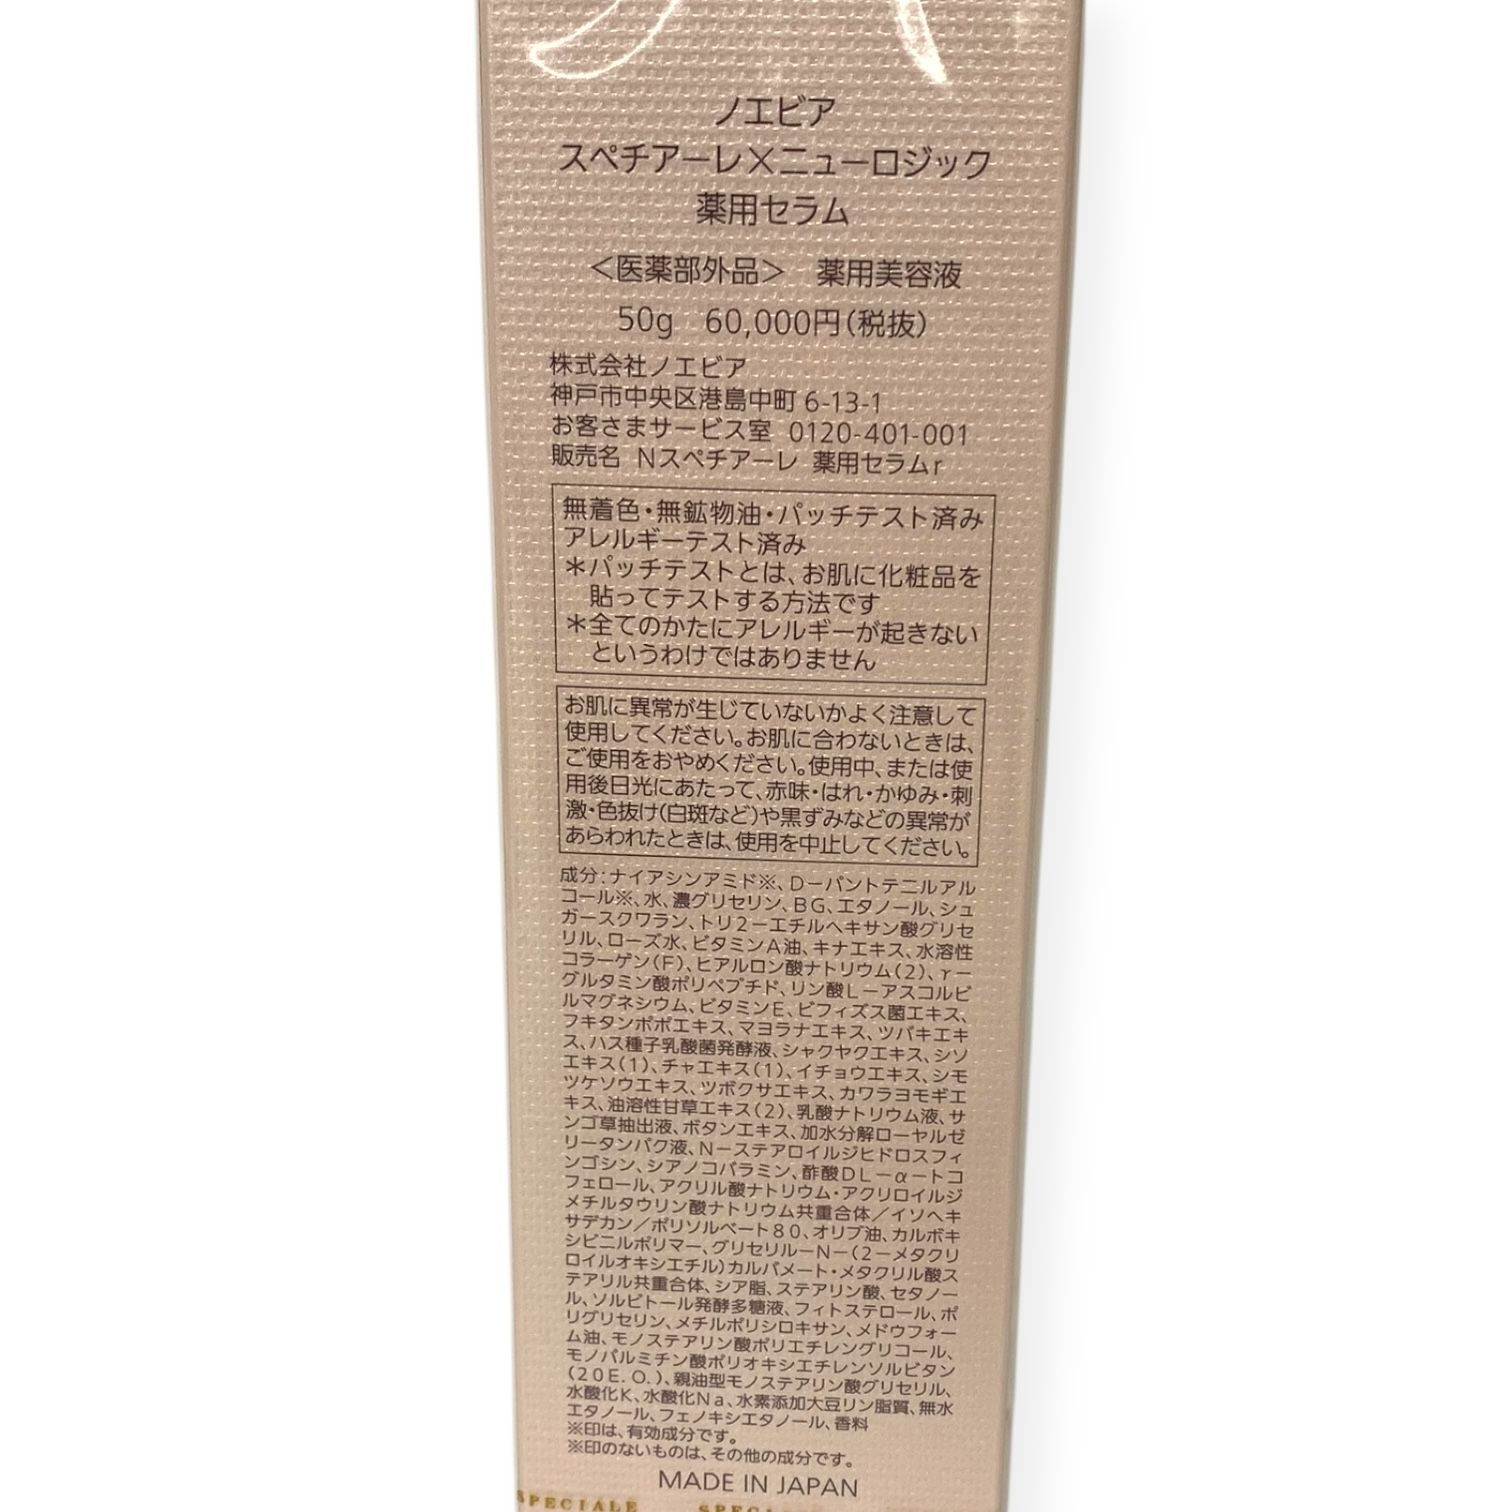 ノエビア
スペチアーレ×ニューロジック
薬用セラム
＜医薬部外品＞　薬用美容液
50g　60,000円（税抜）
株式会社ノエビア
神戸市中央区港島中町 6-13-1
お客さまサービス室 0120-401-001
販売名 Nスペチアーレ 薬用セラムr
無着色・無鉱物油・パッチテスト済み
アレルギーテスト済み
＊パッチテストとは、お肌に化粧品を
貼ってテストする方法です
＊全てのかたにアレルギーが起きない
というわけではありません
お肌に異常が生じていないかよく注意して
使用してください。お肌に合わないときは、
ご使用をおやめください。使用中、または使
用後日光にあたって、赤味・はれ・かゆみ・刺
激・色抜け（白斑など）や黒ずみなどの異常が
あらわれたときは、使用を中止してください。
成分：ナイアシンアミド※、D－パントテニルアル
コール※、水、濃グリセリン、BG、エタノール、シュ
ガースクワラン、トリ2－エチルヘキサン酸グリセ
リル、ローズ水、ビタミンA油、キナエキス、水溶性
コラーゲン（F）、ヒアルロン酸ナトリウム（2）、γ－
グルタミン酸ポリペプチド、リン酸L－アスコルビ
ルマグネシウム、ビタミンE、ビフィズス菌エキス、
フキタンポポエキス、マヨラナエキス、ツバキエキ
ス、ハス種子乳酸菌発酵液、シャクヤクエキス、シソ
エキス（1）、チャエキス（1）、イチョウエキス、シモ
ツケソウエキス、ツボクサエキス、カワラヨモギエ
キス、油溶性甘草エキス（2）、乳酸ナトリウム液、サ
ンゴ草抽出液、ボタンエキス、加水分解ローヤルゼ
リータンパク液、N－ステアロイルジヒドロスフィ
ンゴシン、シアノコバラミン、酢酸DL－α－トコ
フェロール、アクリル酸ナトリウム・アクリロイルジ
メチルタウリン酸ナトリウム共重合体／イソヘキ
サデカン／ポリソルベート80、オリブ油、カルボキ
シビニルポリマー、グリセリル－N－（2－メタクリ
ロイルオキシエチル）カルバメート・メタクリル酸ス
テアリル共重合体、シア脂、ステアリン酸、セタノー
ル、ソルビトール発酵多糖液、フィトステロール、ポ
リグリセリン、メチルポリシロキサン、メドウフォー
ム油、モノステアリン酸ポリエチレングリコール、
モノパルミチン酸ポリオキシエチレンソルビタン
（20E.O.）、親油型モノステアリン酸グリセリル、
水酸化K、水酸化Na、水素添加大豆リン脂質、無水
エタノール、フェノキシエタノール、香料
※印は、有効成分です。
※印のないものは、その他の成分です。
MADE IN JAPAN
SPECIALE